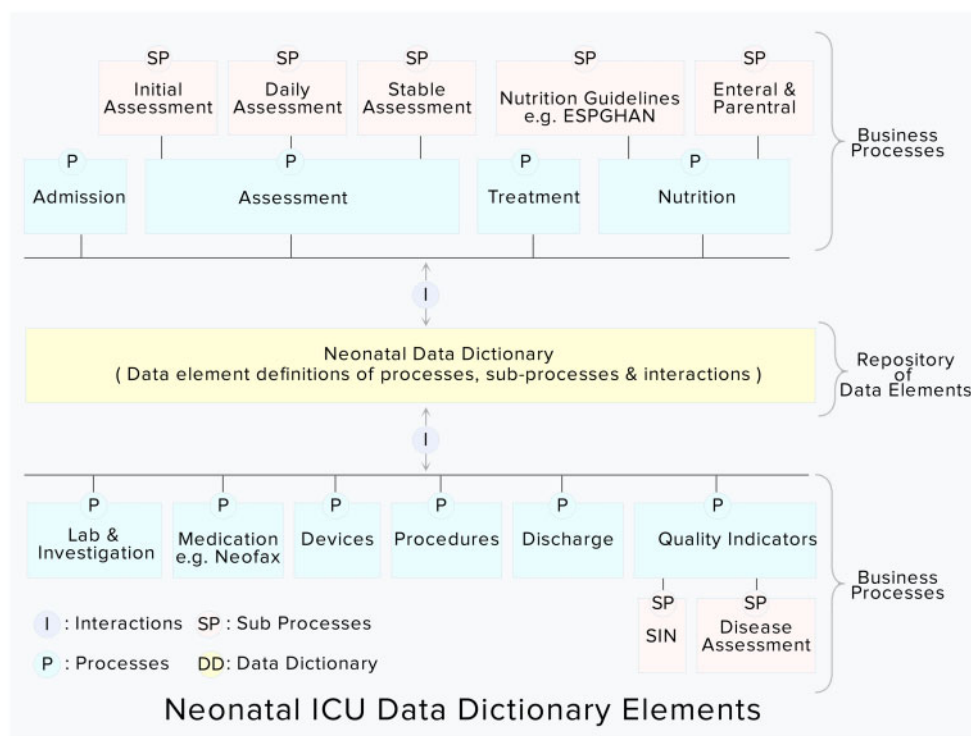 SP SP SP SP SP
Initial Assessment
Daily Assessment
Stable Assessment
Nutrition Guidelines
e.g. ESPGHAN
Enteral &
Parentral
Business
Processes
P P P P
Admission
Assessment
Treatment
Nutrition
I
Neonatal Data Dictionary
( Data element definitions of processes, sub-processes & interactions )
Repository
of
Data Elements
I
P P P P P P
Lab &
Investigation
Medication
e.g. Neofax
Devices
Procedures
Discharge
Quality Indicators
Business
Processes
SP SP
SIN
Disease
Assessment
I : Interactions
SP : Sub Processes
P : Processes
DD: Data Dictionary
Neonatal ICU Data Dictionary Elements